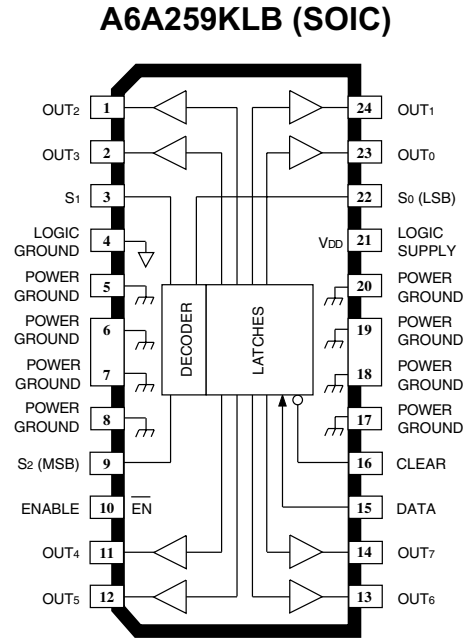 A6A259KLB (SOIC)
OUT2 1
24 OUT1
OUT3 2
23 OUT0
S1 3
22 S0 (LSB)
LOGIC
GROUND
4
VDD 21 LOGIC
SUPPLY
POWER
GROUND
5
20 POWER
GROUND
POWER
GROUND
6
19 POWER
GROUND
DECODER
LATCHES
POWER
GROUND
7
18 POWER
GROUND
POWER
GROUND
8
17 POWER
GROUND
S2 (MSB) 9
16 CLEAR
ENABLE 10 EN
15 DATA
OUT4 11
14 OUT7
OUT5 12
13 OUT6